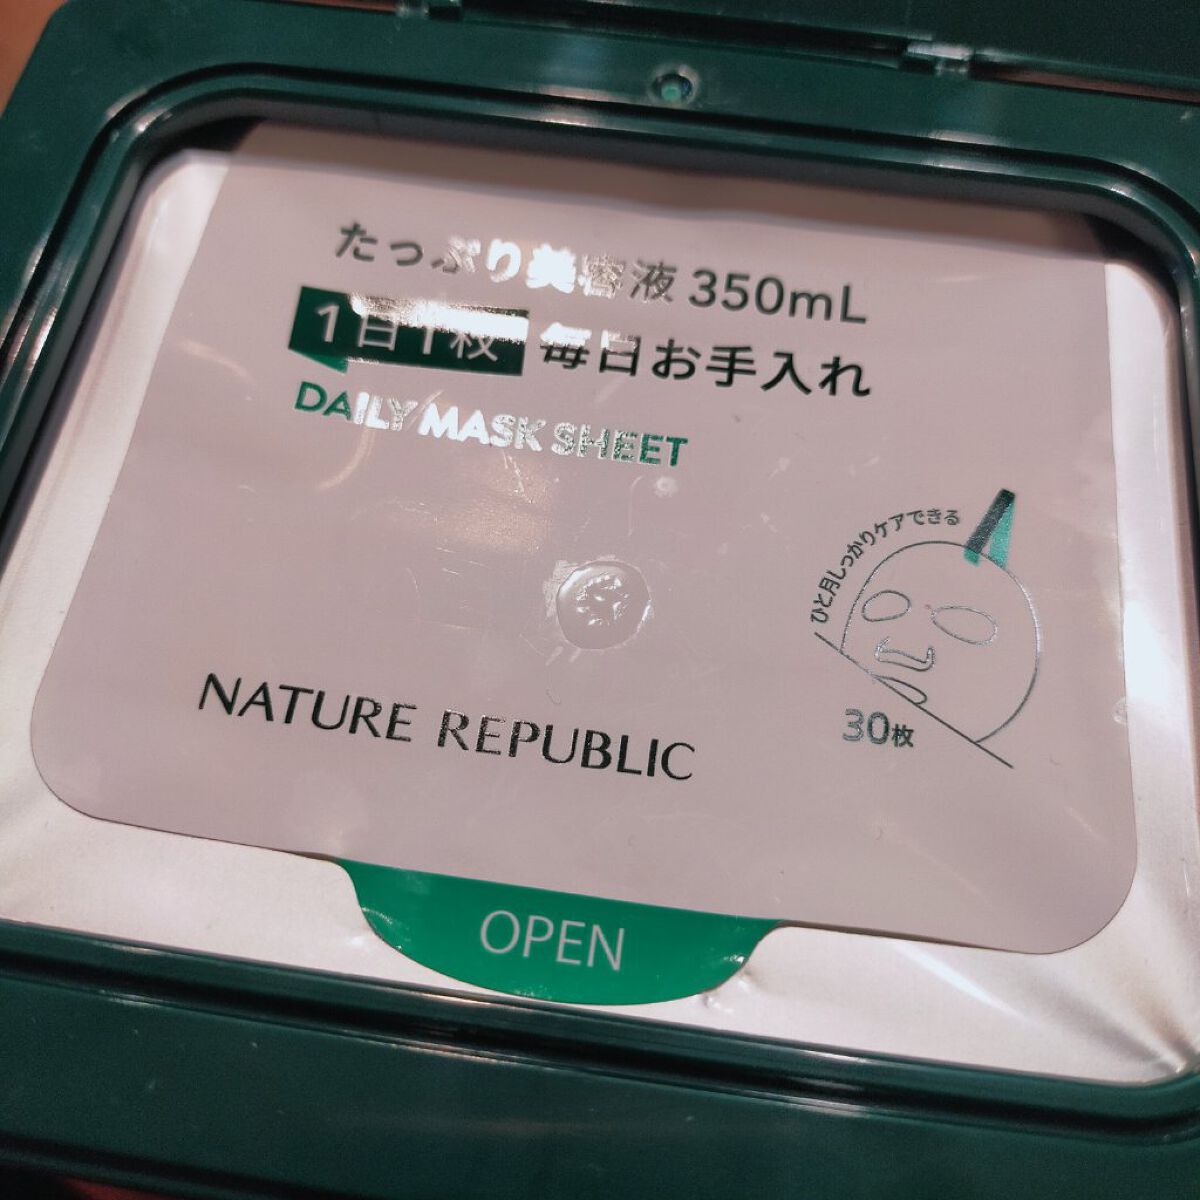 たっぷり美容液 350mL
1日1枚 毎日お手入れ
DAILY MASK SHEET
ひと月しっかりケアできる
30枚
NATURE REPUBLIC
OPEN